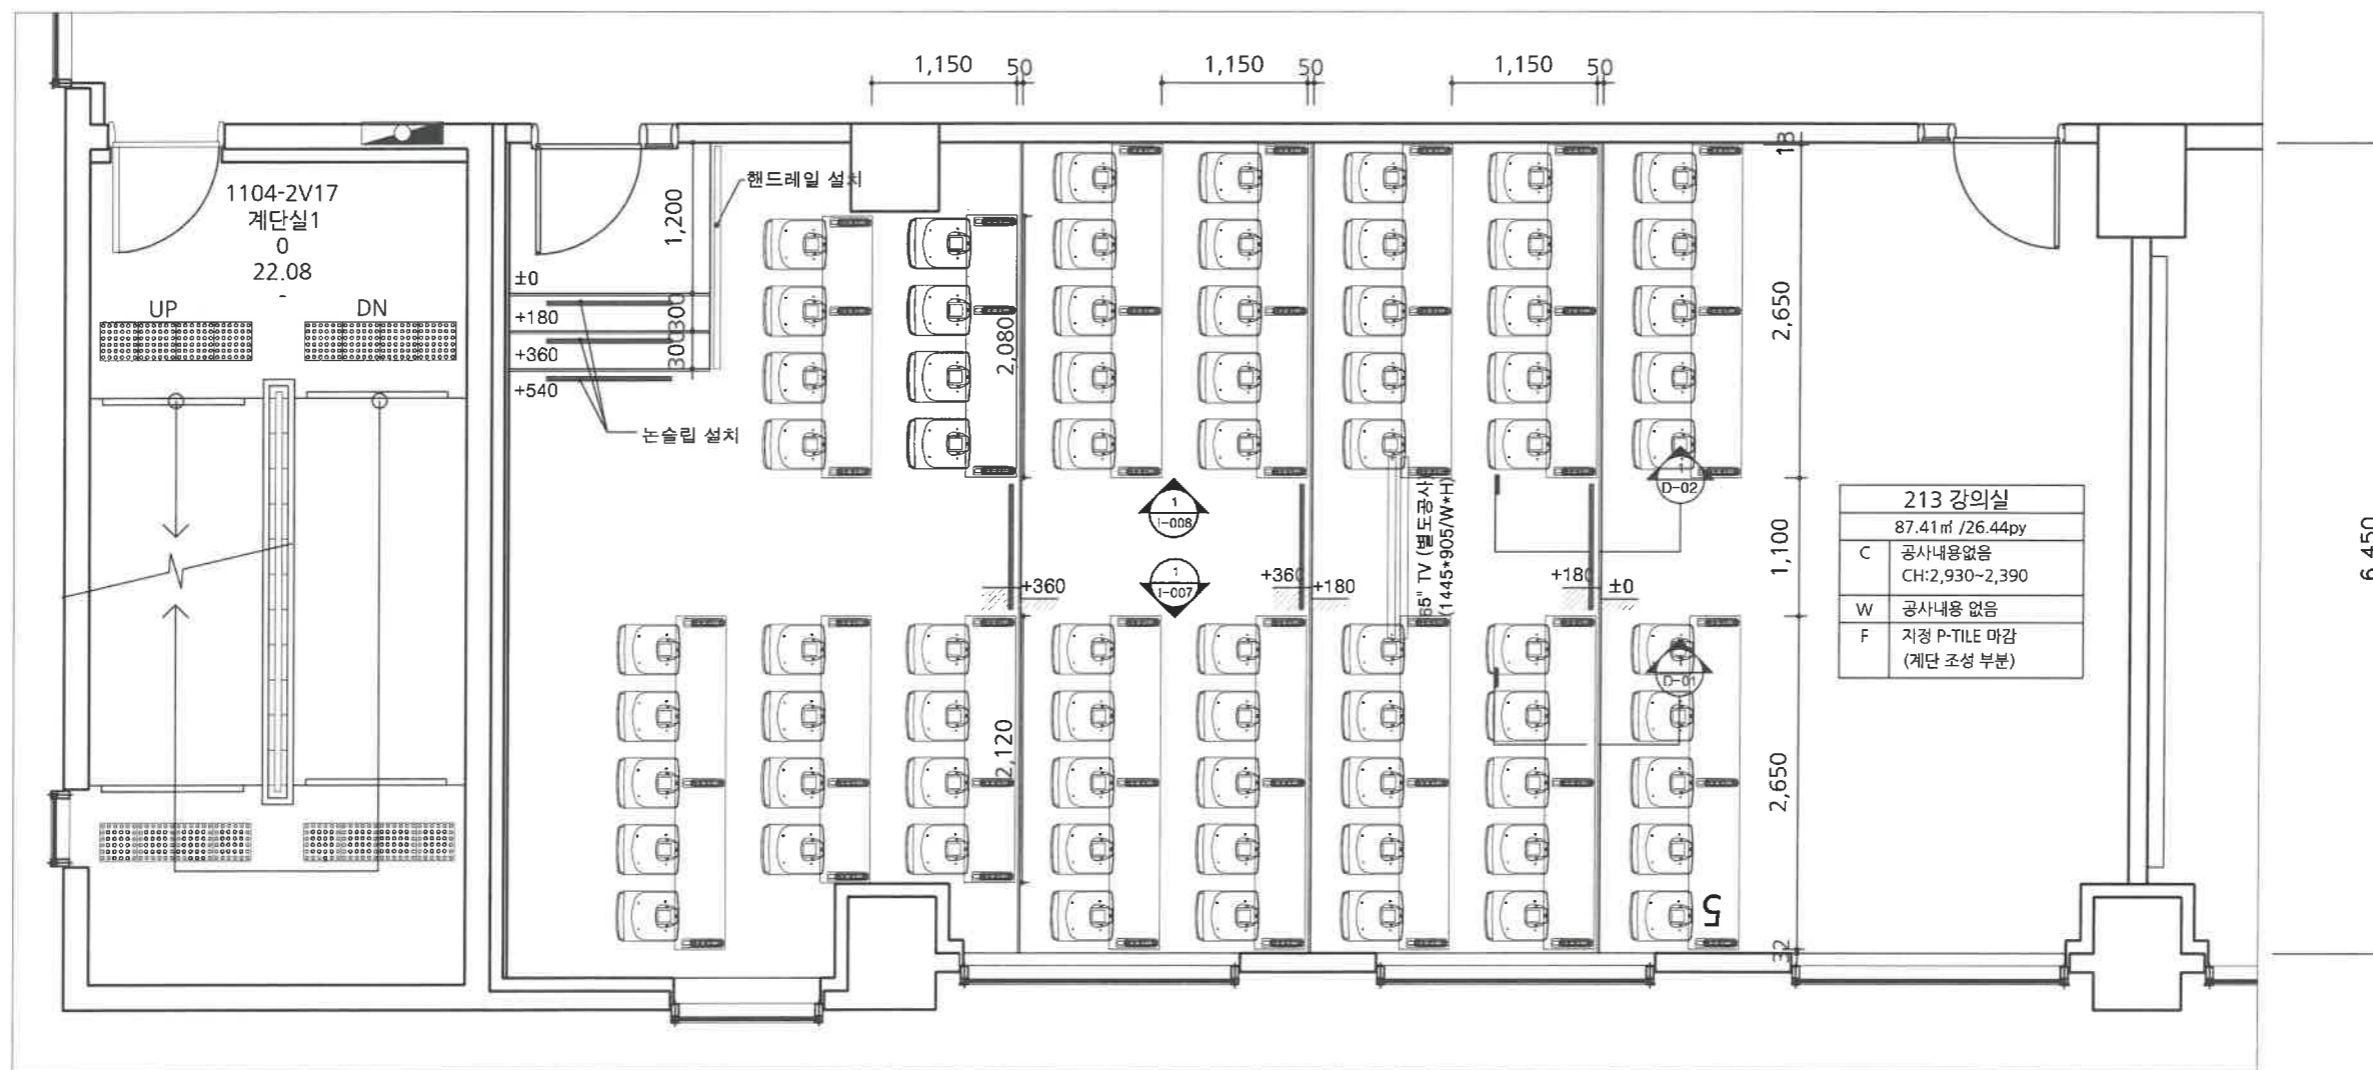 1,150 50 1,150 50 1,150 50
1104-2V17
계단실1
0
22.08
-
UP DN
핸드레일 설치
1,200
±0
+180
+360
+540
300
300
논슬립 설치
2,080
2,120
1
I-008
1
I-007
+360
+360
+180
+180
±0
65" TV (별도공사)
(1445*905/W*H)
D-02
D-01
18
2,650
1,100
2,650
32
5
213 강의실
87.41㎡ /26.44py
C 공사내용없음
CH:2,930~2,390
W 공사내용 없음
F 지정 P-TILE 마감
(계단 조성 부분)
6,450